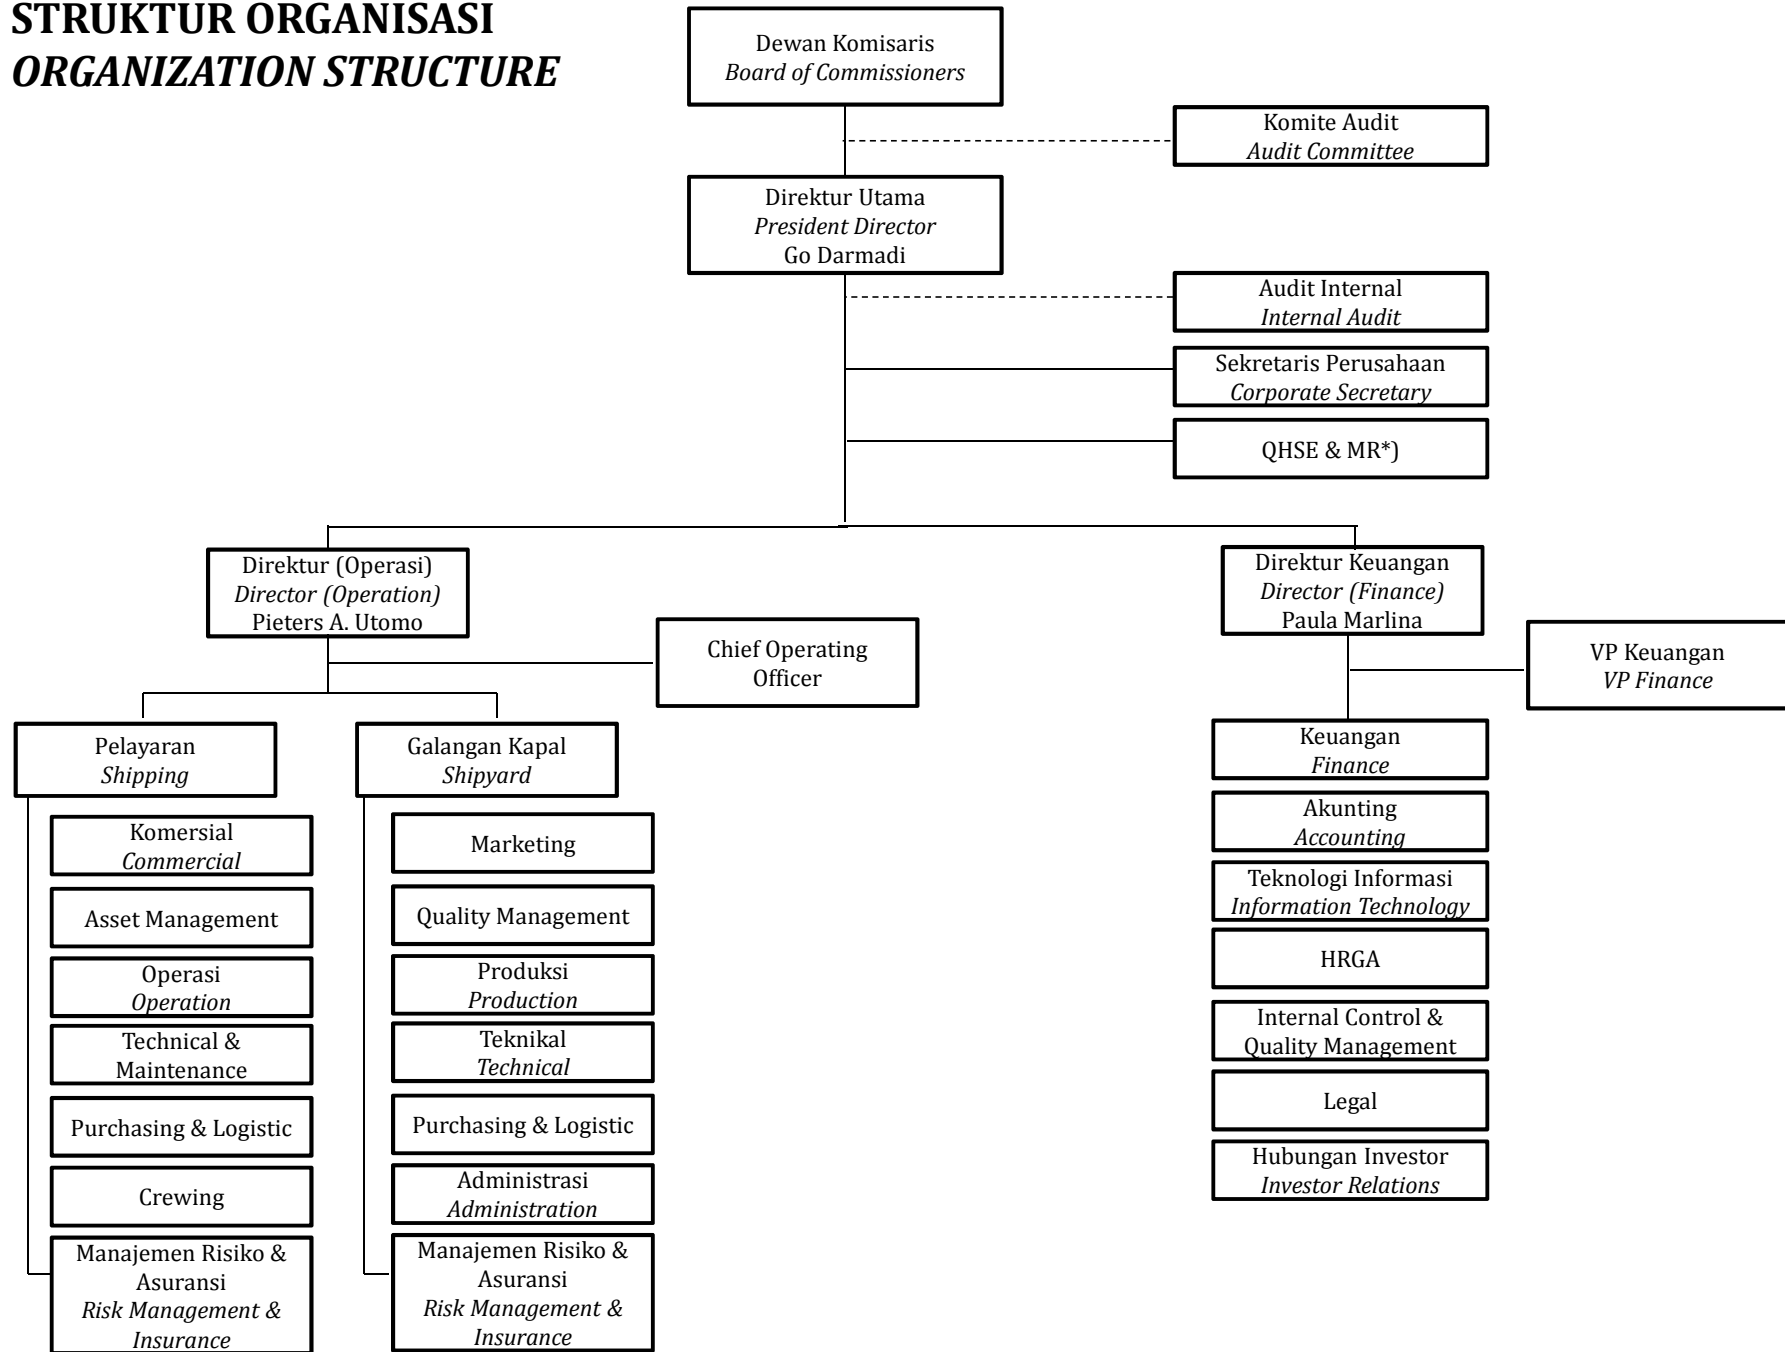 STRUKTUR ORGANISASI
ORGANIZATION STRUCTURE
Dewan Komisaris
Board of Commissioners
Komite Audit
Audit Committee
Direktur Utama
President Director
Go Darmadi
Audit Internal
Internal Audit
Sekretaris Perusahaan
Corporate Secretary
QHSE & MR*)
Direktur (Operasi)
Director (Operation)
Pieters A. Utomo
Direktur Keuangan
Director (Finance)
Paula Marlina
Chief Operating
Officer
VP Keuangan
VP Finance
Pelayaran
Shipping
Komersial
Commercial
Asset Management
Operasi
Operation
Technical &
Maintenance
Purchasing & Logistic
Crewing
Manajemen Risiko &
Asuransi
Risk Management &
Insurance
Galangan Kapal
Shipyard
Marketing
Quality Management
Produksi
Production
Teknikal
Technical
Purchasing & Logistic
Administrasi
Administration
Manajemen Risiko &
Asuransi
Risk Management &
Insurance
Keuangan
Finance
Akunting
Accounting
Teknologi Informasi
Information Technology
HRGA
Internal Control &
Quality Management
Legal
Hubungan Investor
Investor Relations